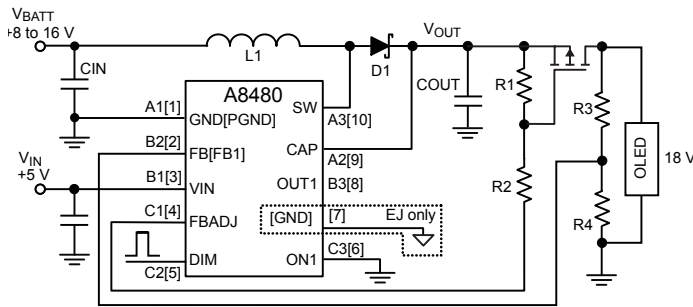 VBATT
+8 to 16 V
L1
D1
VOUT
CIN
COUT
R1
R3
OLED
18 V
A8480
A1[1]
GND[PGND]
SW
A3[10]
B2[2]
FB[FB1]
CAP
A2[9]
VIN
+5 V
B1[3]
VIN
OUT1
B3[8]
R2
R4
C1[4]
FBADJ
[GND]
[7]
EJ only
DIM
C2[5]
ON1
C3[6]